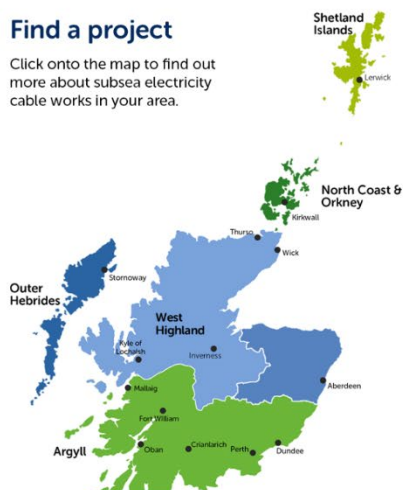 Find a project
Click onto the map to find out
more about subsea electricity
cable works in your area.
Shetland
Islands
Lerwick
North Coast &
Orkney
Kirkwall
Thurso
Wick
Stornoway
Outer
Hebrides
West
Highland
Kyle of
Lochalsh
Inverness
Aberdeen
Mallaig
Fort William
Argyll
Oban
Crianlarich
Perth
Dundee